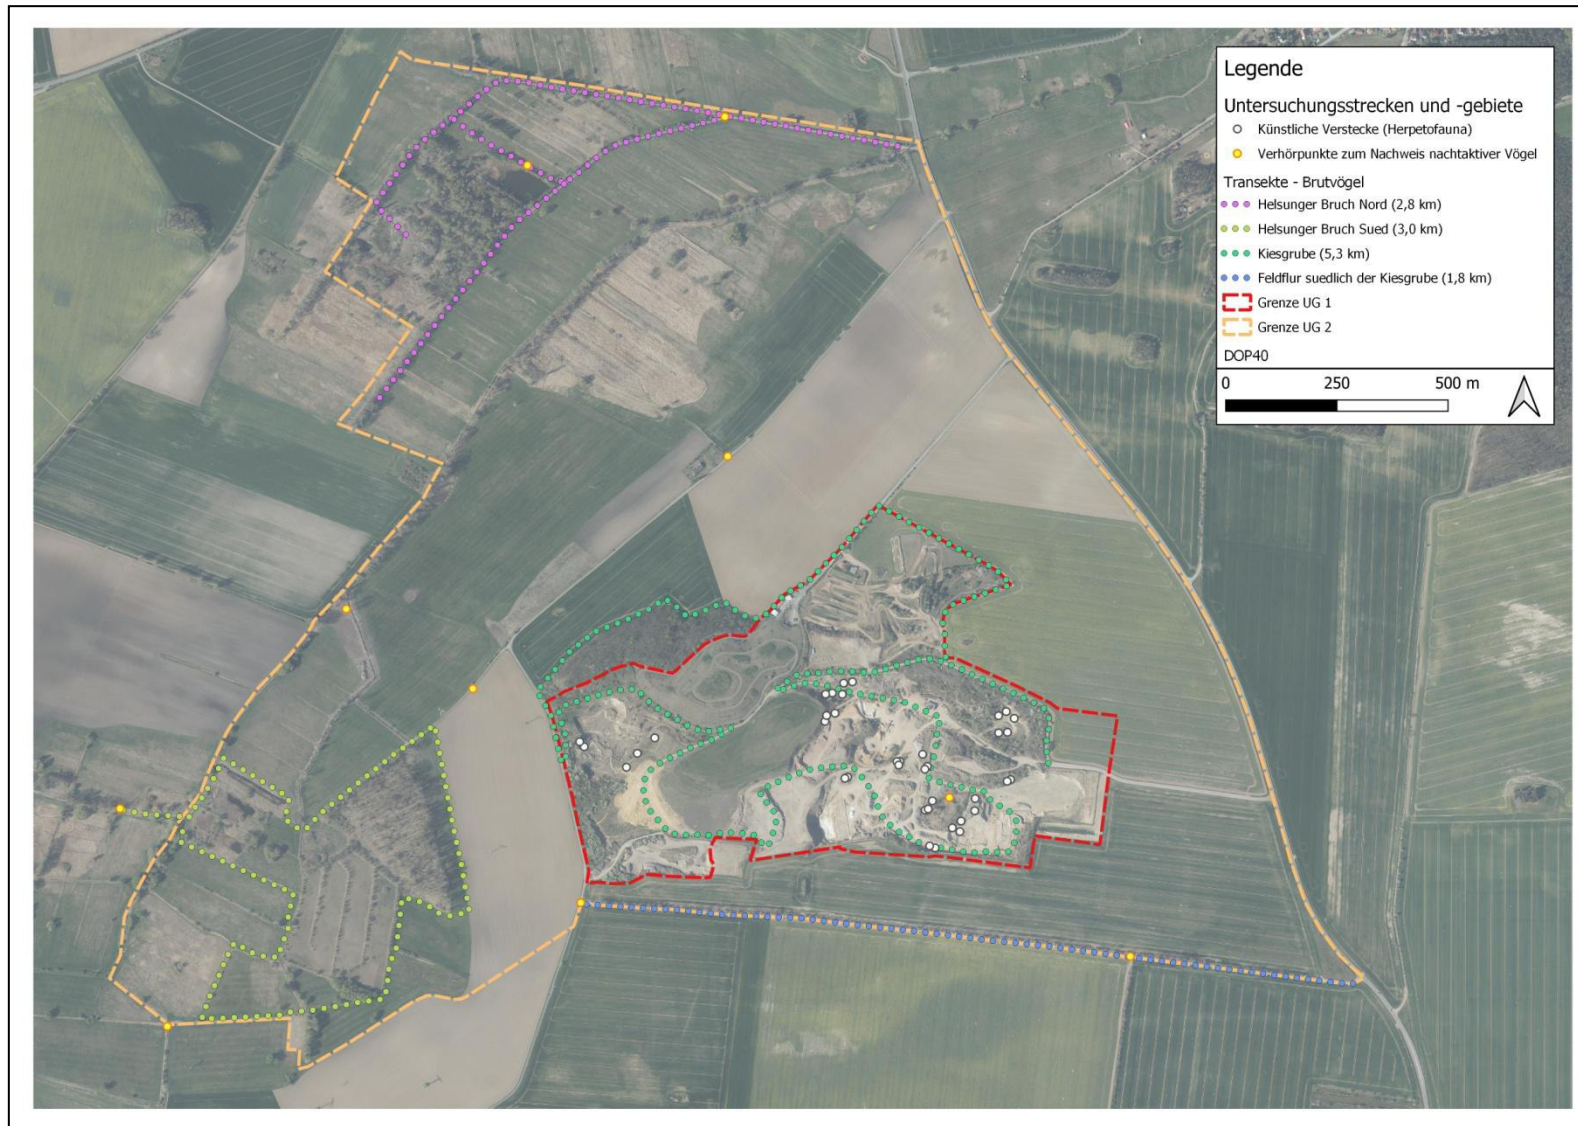 Legende
Untersuchungsstrecken und -gebiete
Künstliche Verstecke (Herpetofauna)
Verhörpunkte zum Nachweis nachtaktiver Vögel
Transekte - Brutvögel
Helsunger Bruch Nord (2,8 km)
Helsunger Bruch Sued (3,0 km)
Kiesgrube (5,3 km)
Feldflur suedlich der Kiesgrube (1,8 km)
Grenze UG 1
Grenze UG 2
DOP40
0 250 500 m